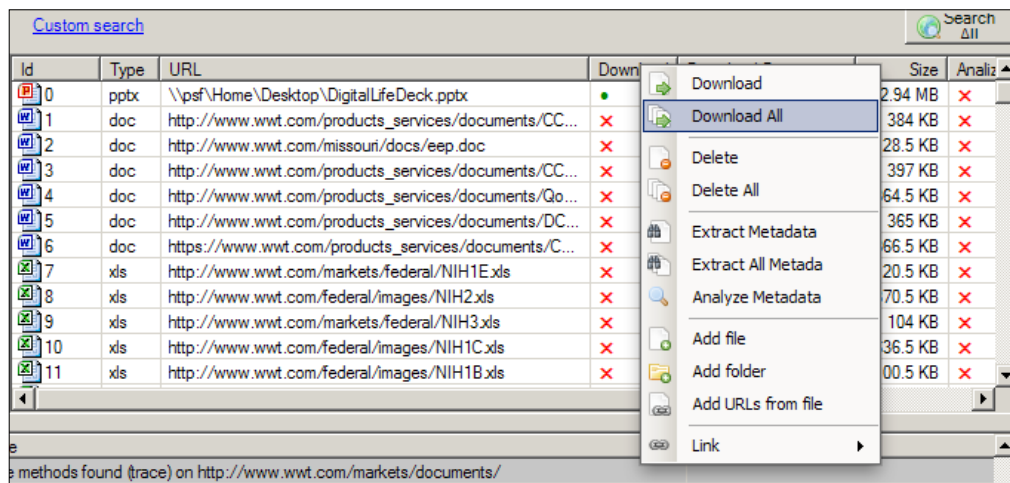 Custom search
Search All
Id Type URL Size Analiz
0 pptx \\psf\Home\Desktop\DigitalLifeDeck.pptx 2.94 MB
1 doc http://www.wwt.com/products_services/documents/CC... 384 KB
2 doc http://www.wwt.com/missouri/docs/eep.doc 28.5 KB
3 doc http://www.wwt.com/products_services/documents/CC... 397 KB
4 doc http://www.wwt.com/products_services/documents/Qo... 64.5 KB
5 doc http://www.wwt.com/products_services/documents/DC... 365 KB
6 doc https://www.wwt.com/products_services/documents/C... 66.5 KB
7 xls http://www.wwt.com/markets/federal/NIH1E.xls 20.5 KB
8 xls http://www.wwt.com/federal/images/NIH2.xls 70.5 KB
9 xls http://www.wwt.com/markets/federal/NIH3.xls 104 KB
10 xls http://www.wwt.com/federal/images/NIH1C.xls 36.5 KB
11 xls http://www.wwt.com/federal/images/NIH1B.xls 00.5 KB
Download
Download All
Delete
Delete All
Extract Metadata
Extract All Metada
Analyze Metadata
Add file
Add folder
Add URLs from file
Link
methods found (trace) on http://www.wwt.com/markets/documents/